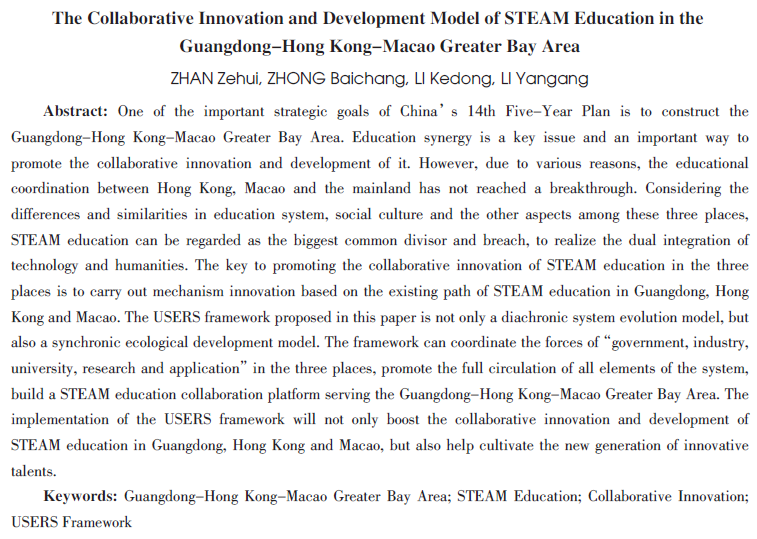 The Collaborative Innovation and Development Model of STEAM Education in the
Guangdong-Hong Kong-Macao Greater Bay Area
ZHAN Zehui, ZHONG Baichang, LI Kedong, LI Yangang
Abstract: One of the important strategic goals of China's 14th Five-Year Plan is to construct the
Guangdong-Hong Kong-Macao Greater Bay Area. Education synergy is a key issue and an important way to
promote the collaborative innovation and development of it. However, due to various reasons, the educational
coordination between Hong Kong, Macao and the mainland has not reached a breakthrough. Considering the
differences and similarities in education system, social culture and the other aspects among these three places,
STEAM education can be regarded as the biggest common divisor and breach, to realize the dual integration of
technology and humanities. The key to promoting the collaborative innovation of STEAM education in the three
places is to carry out mechanism innovation based on the existing path of STEAM education in Guangdong, Hong
Kong and Macao. The USERS framework proposed in this paper is not only a diachronic system evolution model, but
also a synchronic ecological development model. The framework can coordinate the forces of "government, industry,
university, research and application" in the three places, promote the full circulation of all elements of the system,
build a STEAM education collaboration platform serving the Guangdong-Hong Kong-Macao Greater Bay Area. The
implementation of the USERS framework will not only boost the collaborative innovation and development of
STEAM education in Guangdong, Hong Kong and Macao, but also help cultivate the new generation of innovative
talents.
Keywords: Guangdong-Hong Kong-Macao Greater Bay Area; STEAM Education; Collaborative Innovation;
USERS Framework